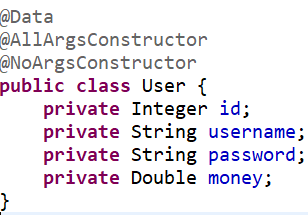 @Data
@AllArgsConstructor
@NoArgsConstructor
public class User {
    private Integer id;
    private String username;
    private String password;
    private Double money;
}